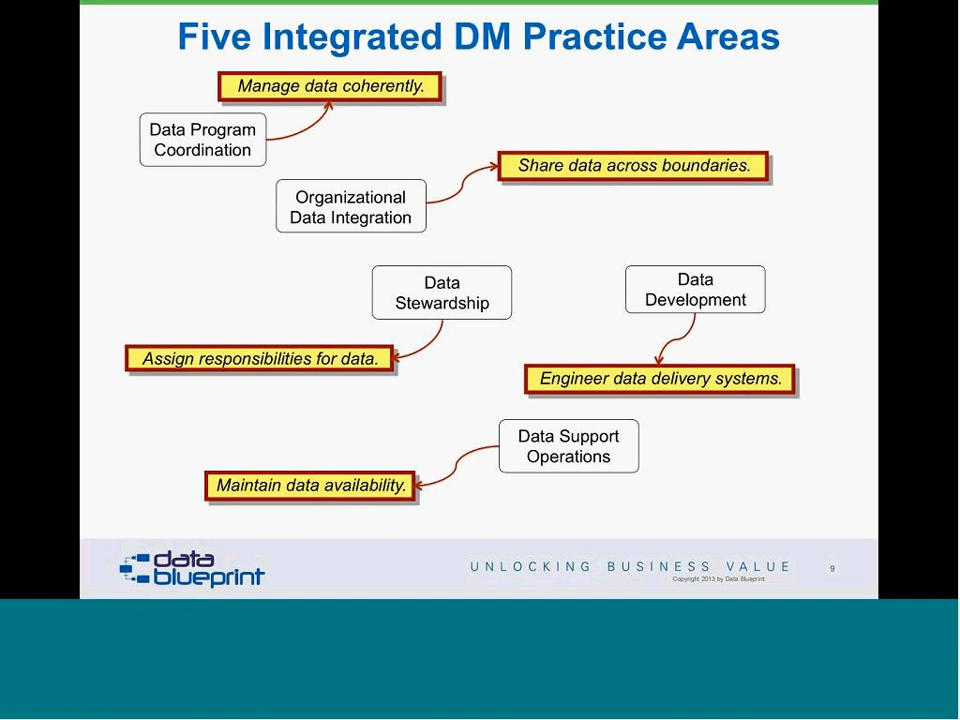 Five Integrated DM Practice Areas
Manage data coherently.
Data Program
Coordination
Share data across boundaries.
Organizational
Data Integration
Data
Stewardship
Data
Development
Assign responsibilities for data.
Engineer data delivery systems.
Data Support
Operations
Maintain data availability.
data
blueprint
UNLOCKING BUSINESS VALUE
9
Copyright 2013 by Data Blueprint